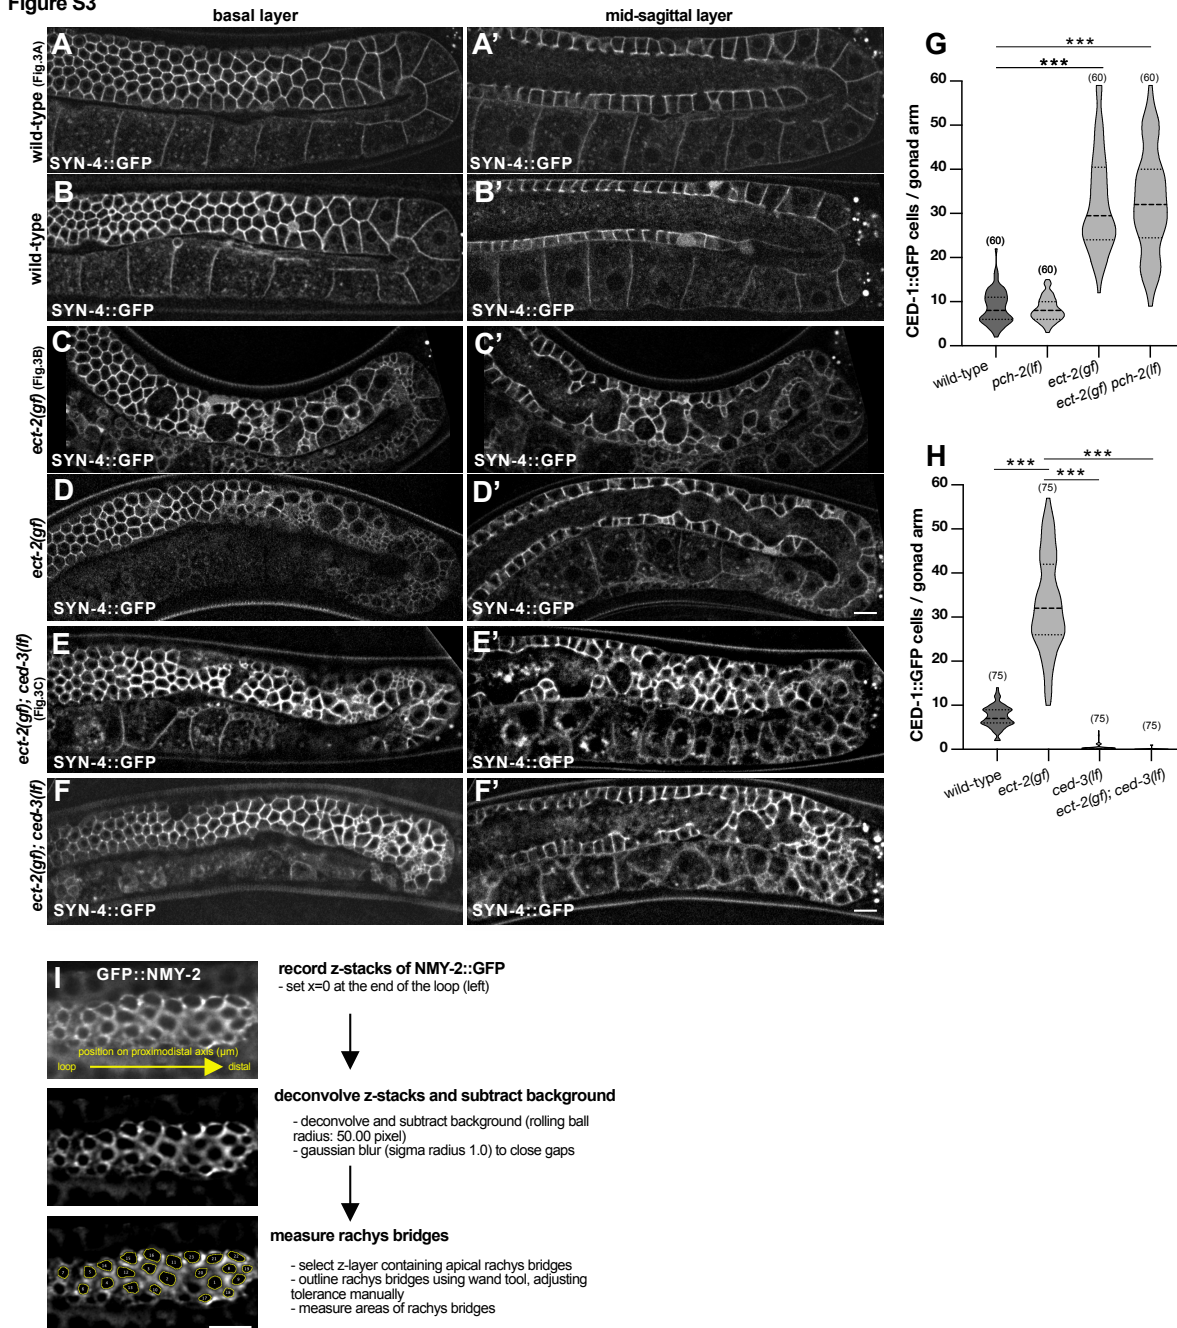 Figure S3
basal layer
mid-sagittal layer
wild-type (Fig.3A)
A
SYN-4::GFP
A'
wild-type
B
SYN-4::GFP
B'
SYN-4::GFP
ect-2(gf) (Fig.3B)
C
SYN-4::GFP
C'
SYN-4::GFP
ect-2(gf)
D
SYN-4::GFP
D'
SYN-4::GFP
ect-2(gf); ced-3(lf)
(Fig.3C)
E
SYN-4::GFP
E'
SYN-4::GFP
ect-2(gf); ced-3(lf)
F
SYN-4::GFP
F'
SYN-4::GFP
G
***
***
CED-1::GFP cells / gonad arm
60
50
40
30
20
10
0
(60)
(60)
(60)
(60)
wild-type
pch-2(lf)
ect-2(gf)
ect-2(gf) pch-2(lf)
H
***
***
***
CED-1::GFP cells / gonad arm
60
50
40
30
20
10
0
(75)
(75)
(75)
(75)
wild-type
ect-2(gf)
ced-3(lf)
ect-2(gf); ced-3(lf)
I
GFP::NMY-2
position on proximodistal axis (µm)
loop
distal
record z-stacks of NMY-2::GFP
- set x=0 at the end of the loop (left)
deconvolve z-stacks and subtract background
- deconvolve and subtract background (rolling ball
radius: 50.00 pixel)
- gaussian blur (sigma radius 1.0) to close gaps
measure rachys bridges
- select z-layer containing apical rachys bridges
- outline rachys bridges using wand tool, adjusting
tolerance manually
- measure areas of rachys bridges